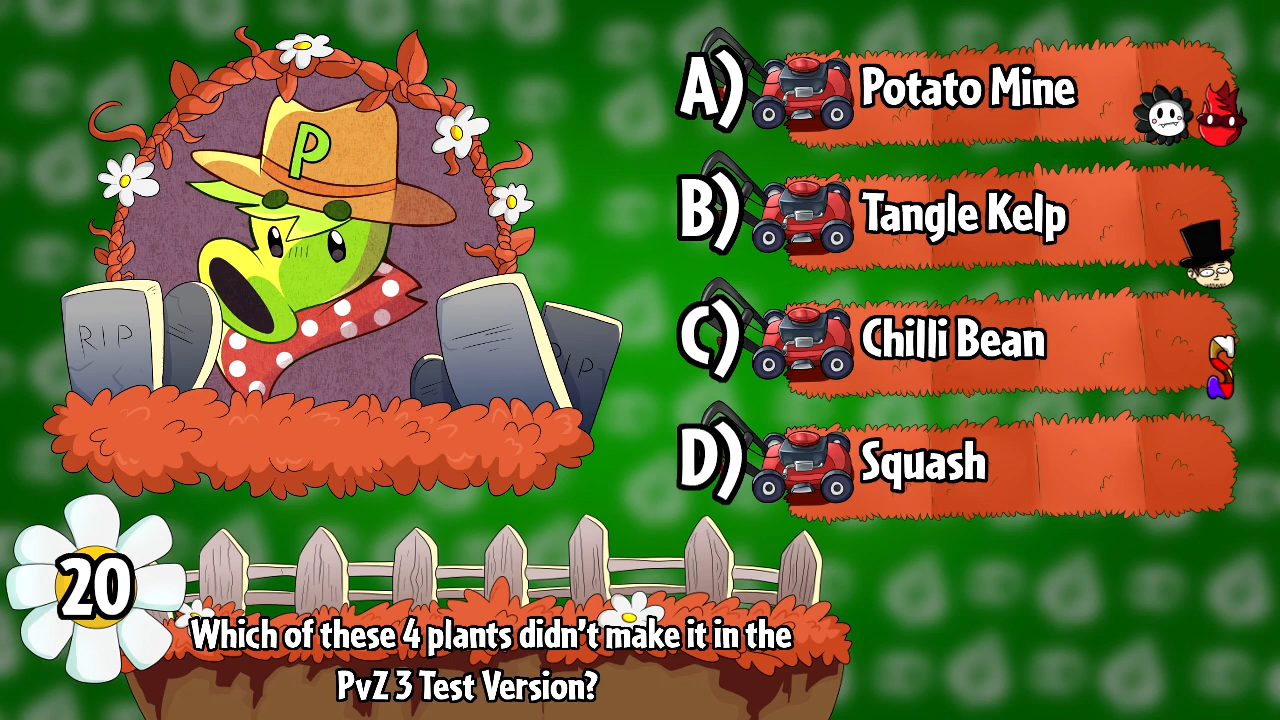 P
RIP
RIP
A) Potato Mine
B) Tangle Kelp
C) Chilli Bean
D) Squash
20
Which of these 4 plants didn't make it in the
PvZ 3 Test Version?